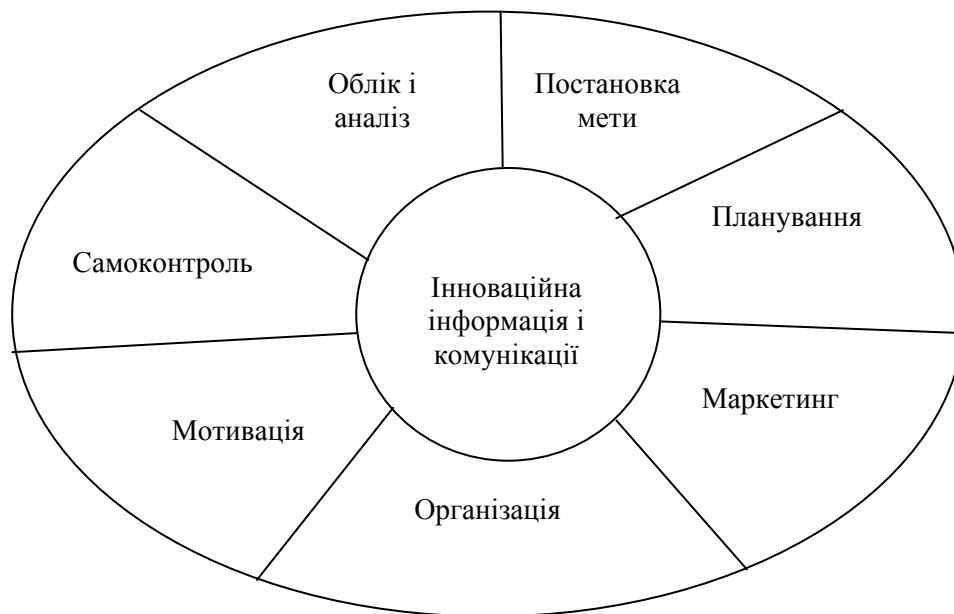 Облік і
аналіз
Постановка
мети
Планування
Самоконтроль
Інноваційна
інформація і
комунікації
Маркетинг
Мотивація
Організація